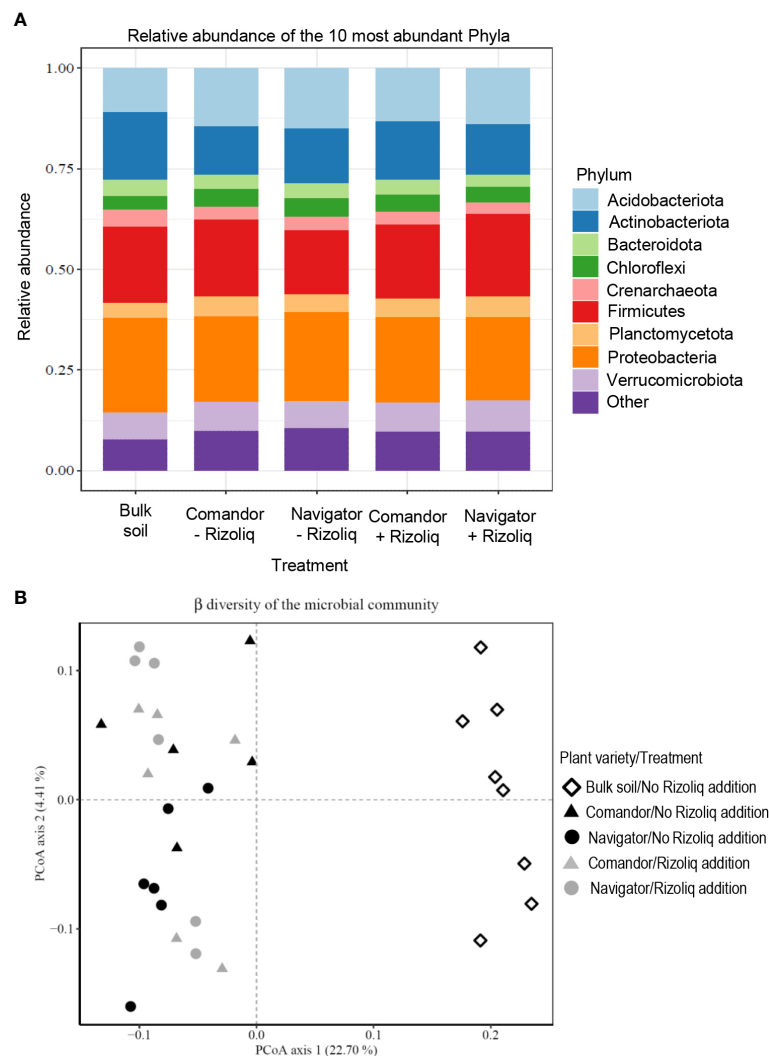 A
Relative abundance of the 10 most abundant Phyla
1.00
0.75
0.50
0.25
0.00
Relative abundance
Bulk
soil
Comandor
- Rizoliq
Navigator
- Rizoliq
Comandor
+ Rizoliq
Navigator
+ Rizoliq
Treatment
Phylum
Acidobacteriota
Actinobacteriota
Bacteroidota
Chloroflexi
Crenarchaeota
Firmicutes
Planctomycetota
Proteobacteria
Verrucomicrobiota
Other
B
β diversity of the microbial community
0.1
0.0
−0.1
PCoA axis 2 (4.41 %)
−0.1
0.0
0.1
0.2
PCoA axis 1 (22.70 %)
Plant variety/Treatment
Bulk soil/No Rizoliq addition
Comandor/No Rizoliq addition
Navigator/No Rizoliq addition
Comandor/Rizoliq addition
Navigator/Rizoliq addition